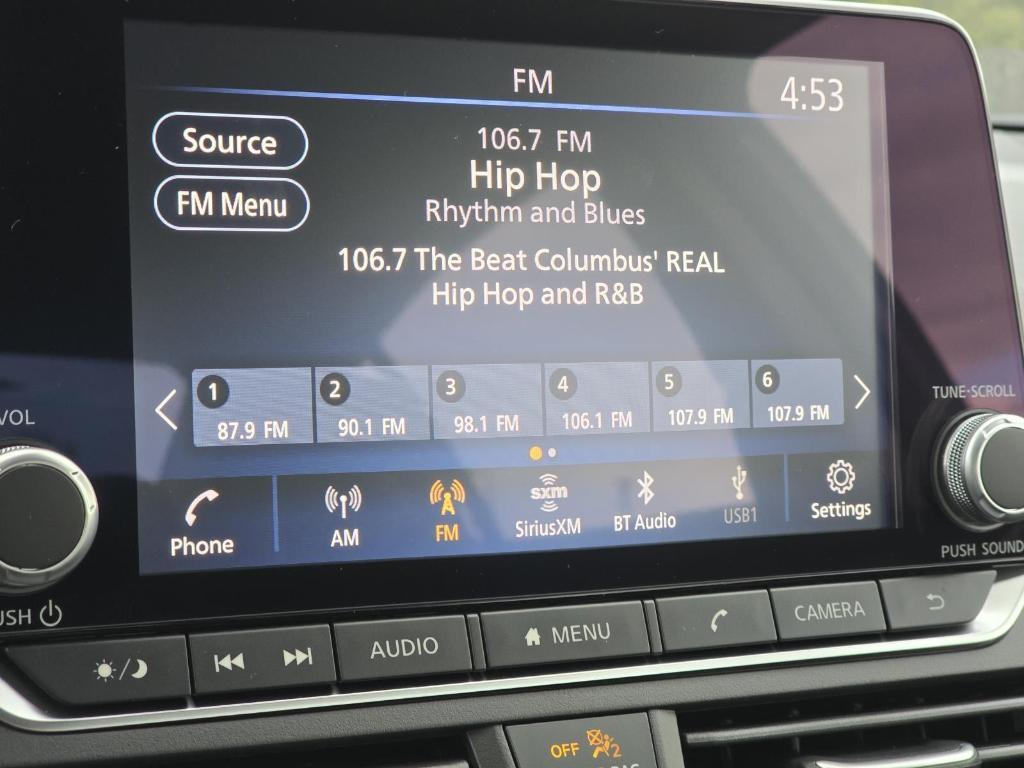 FM
4:53
Source
106.7 FM
Hip Hop
FM Menu
Rhythm and Blues
106.7 The Beat Columbus' REAL
Hip Hop and R&B
1 2 3 4 5 6
87.9 FM 90.1 FM 98.1 FM 106.1 FM 107.9 FM 107.9 FM
VOL
TUNE·SCROLL
Phone
AM
FM
sxm
SiriusXM
BT Audio
USB1
Settings
PUSH SOUND
AUDIO
MENU
CAMERA
OFF
2